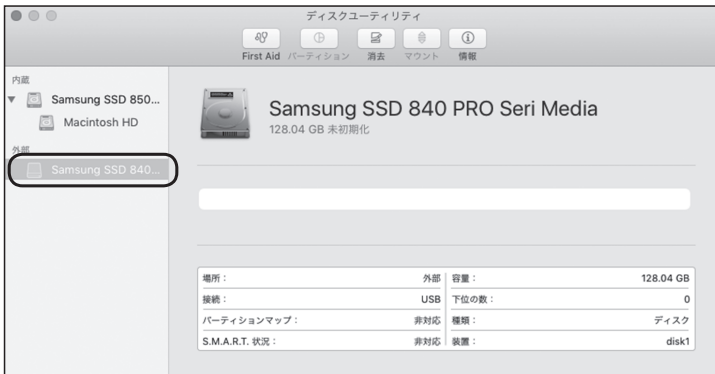 ディスクユーティリティ
First Aid パーティション 消去 マウント 情報
内蔵
Samsung SSD 850...
Macintosh HD
外部
Samsung SSD 840...
Samsung SSD 840 PRO Seri Media
128.04 GB 未初期化
場所： 外部 容量： 128.04 GB
接続： USB 下位の数： 0
パーティションマップ： 非対応 種類： ディスク
S.M.A.R.T. 状況： 非対応 装置： disk1